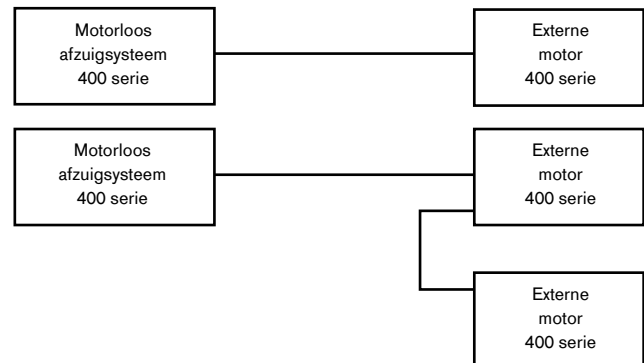 Motorloos
afzuigsysteem
400 serie
Externe
motor
400 serie
Motorloos
afzuigsysteem
400 serie
Externe
motor
400 serie
Externe
motor
400 serie